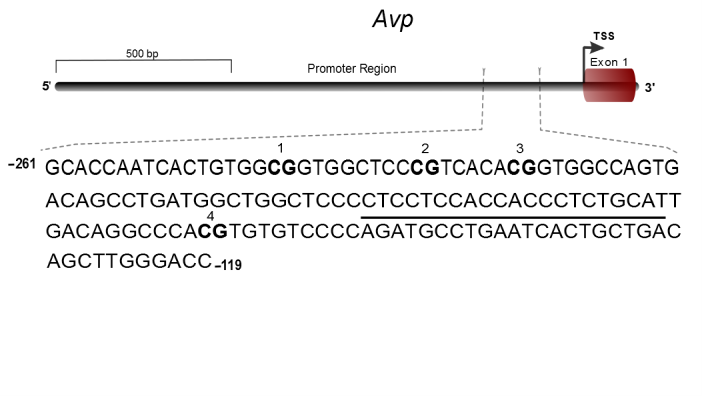 Avp
TSS
500 bp
Promoter Region
Exon 1
5'
3'
1 2 3
–261 GCACCAATCACTGTGGCGGTGGCTCCCCGTCACACGGTGGCCAGTG
ACAGCCTGATGGCTGGCTCCCCTCCTCCACCACCCTCTGCATT
4
GACAGGCCCACGTGTGTCCCCAGATGCCTGAATCACTGCTGAC
AGCTTGGGACC–119